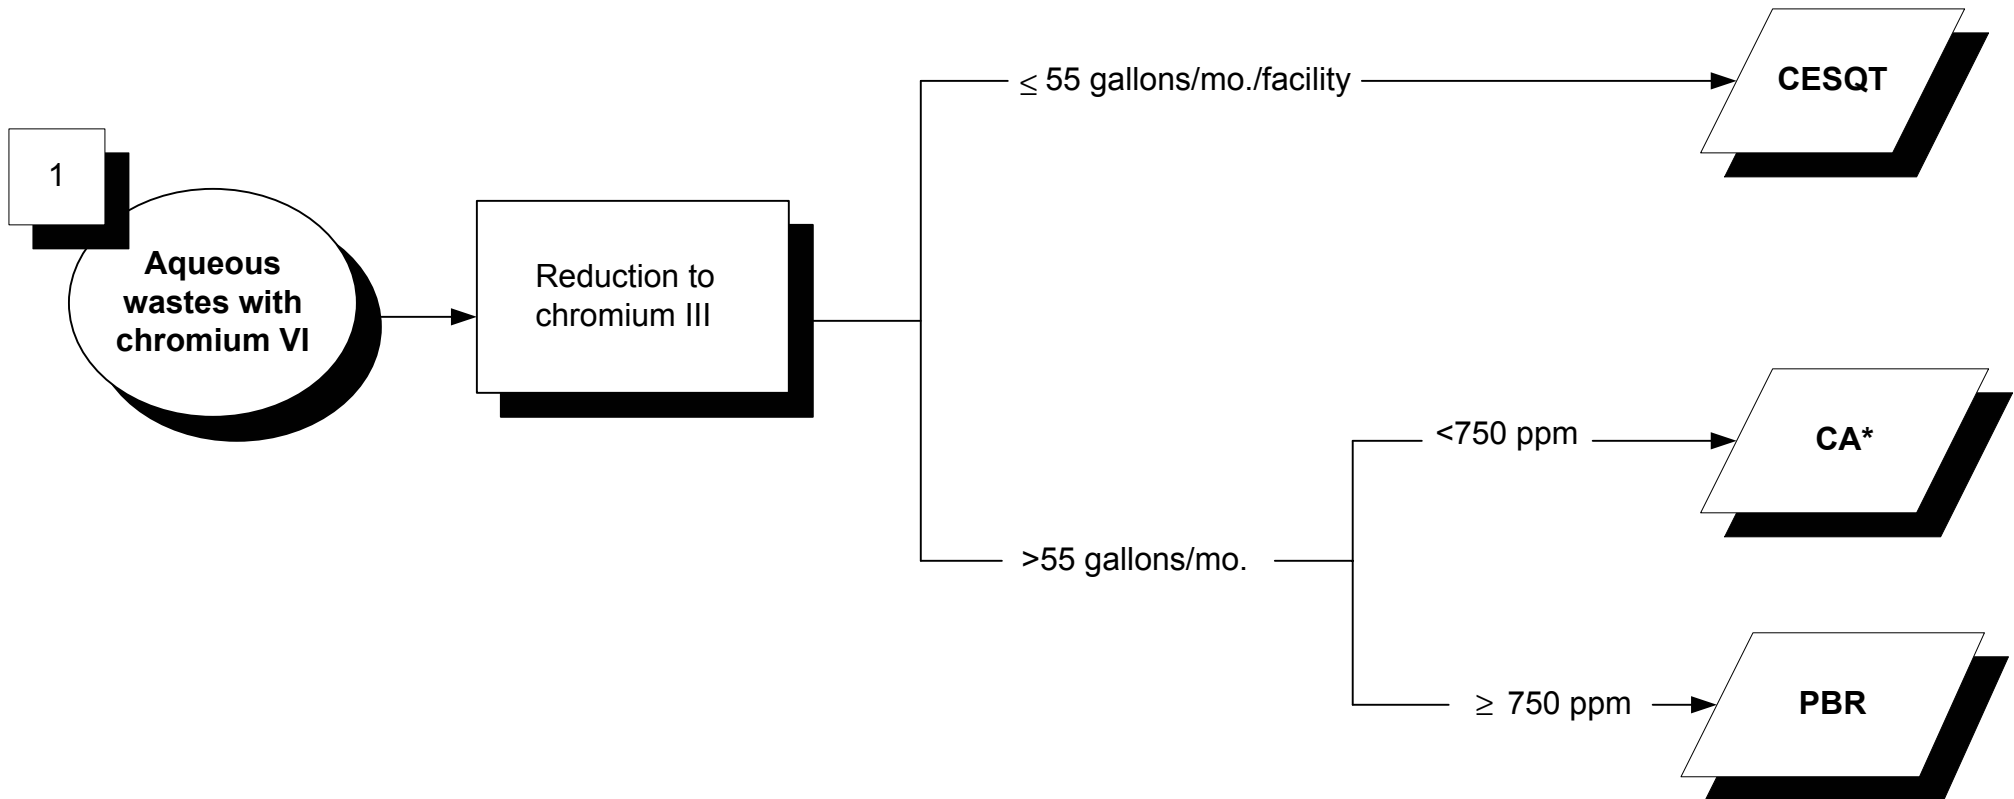 1
Aqueous
wastes with
chromium VI
Reduction to
chromium III
≤ 55 gallons/mo./facility
CESQT
>55 gallons/mo.
<750 ppm
CA*
≥ 750 ppm
PBR